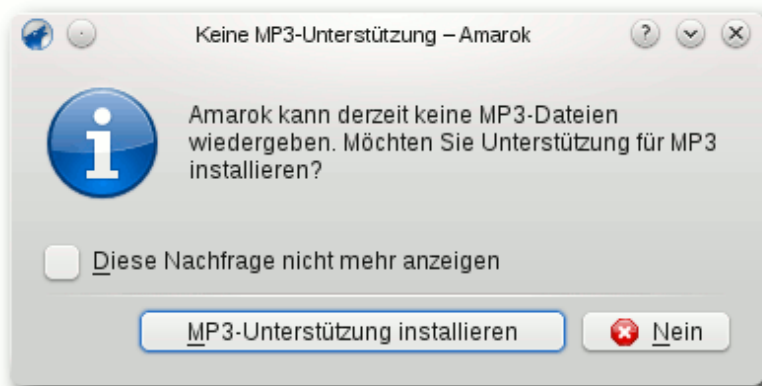 Keine MP3-Unterstützung – Amarok
Amarok kann derzeit keine MP3-Dateien
wiedergeben. Möchten Sie Unterstützung für MP3
installieren?
Diese Nachfrage nicht mehr anzeigen
MP3-Unterstützung installieren
Nein